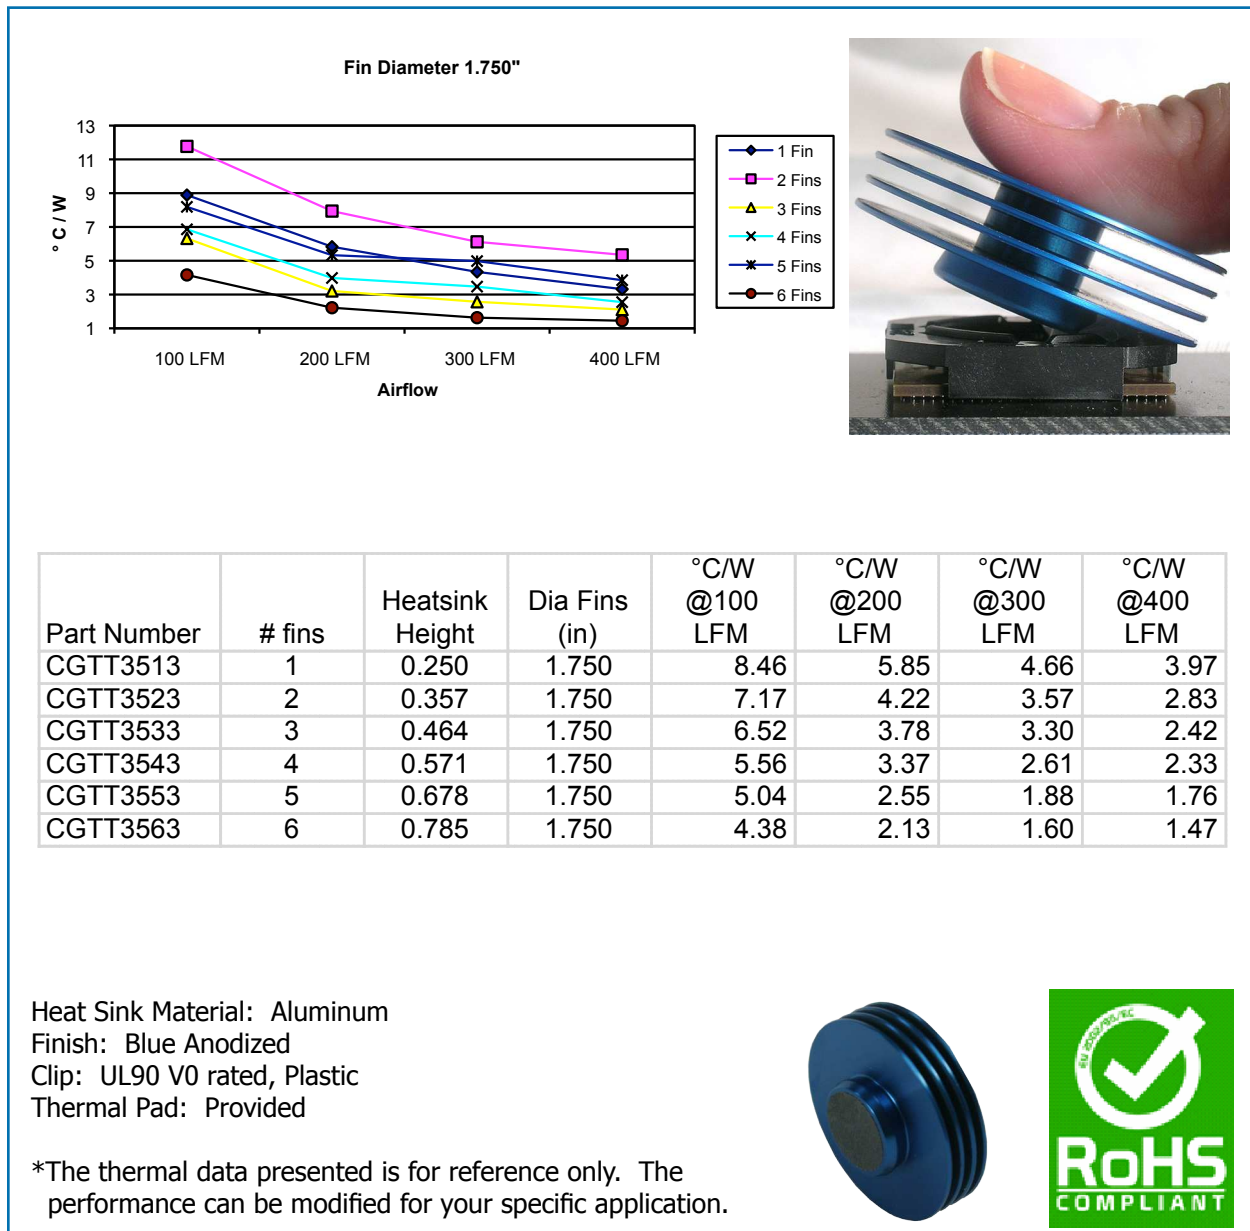 Fin Diameter 1.750"
° C / W
13
11
9
7
5
3
1
100 LFM 200 LFM 300 LFM 400 LFM
Airflow
1 Fin
2 Fins
3 Fins
4 Fins
5 Fins
6 Fins
Part Number # fins Heatsink Height Dia Fins (in) °C/W @100 LFM °C/W @200 LFM °C/W @300 LFM °C/W @400 LFM
CGTT3513 1 0.250 1.750 8.46 5.85 4.66 3.97
CGTT3523 2 0.357 1.750 7.17 4.22 3.57 2.83
CGTT3533 3 0.464 1.750 6.52 3.78 3.30 2.42
CGTT3543 4 0.571 1.750 5.56 3.37 2.61 2.33
CGTT3553 5 0.678 1.750 5.04 2.55 1.88 1.76
CGTT3563 6 0.785 1.750 4.38 2.13 1.60 1.47
Heat Sink Material: Aluminum
Finish: Blue Anodized
Clip: UL90 V0 rated, Plastic
Thermal Pad: Provided
*The thermal data presented is for reference only. The
performance can be modified for your specific application.
EU 2002/95/EC
RoHS
COMPLIANT